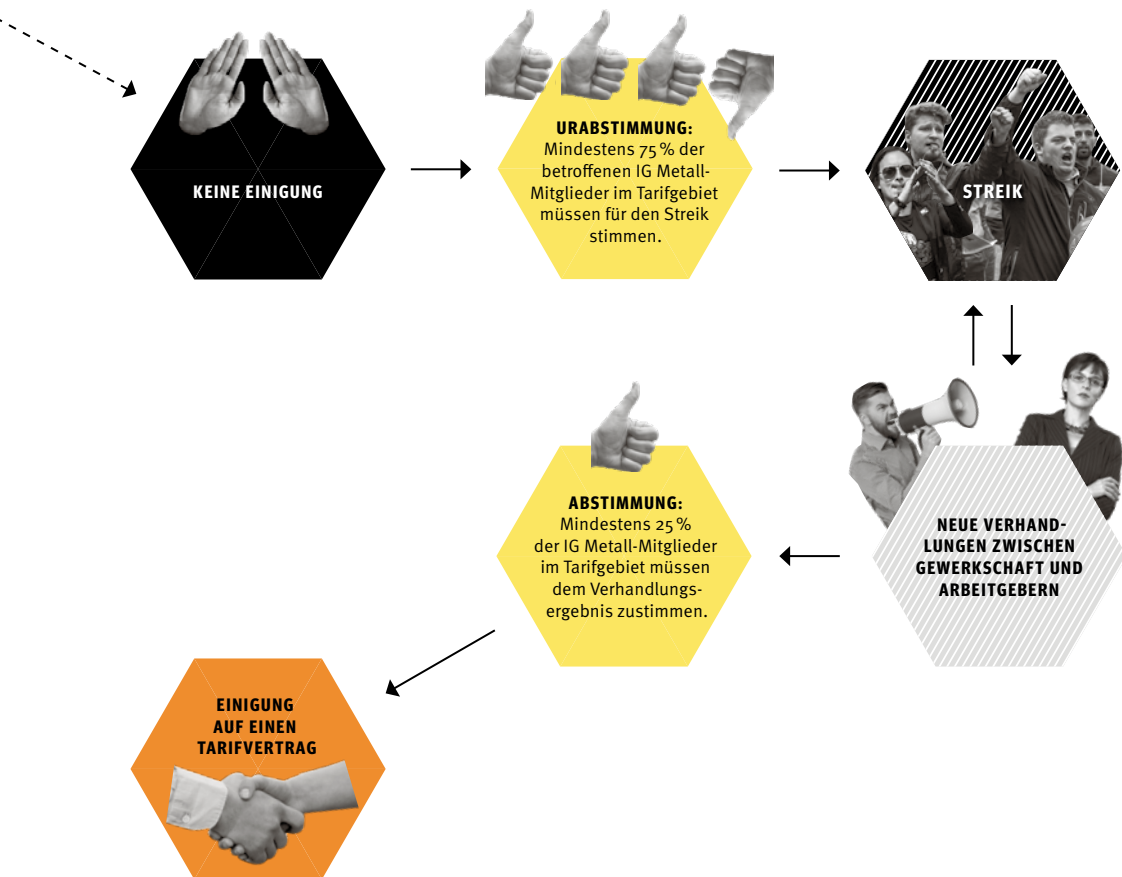 KEINE EINIGUNG
URABSTIMMUNG:
Mindestens 75 % der
betroffenen IG Metall-
Mitglieder im Tarifgebiet
müssen für den Streik
stimmen.
STREIK
NEUE VERHAND-
LUNGEN ZWISCHEN
GEWERKSCHAFT UND
ARBEITGEBERN
ABSTIMMUNG:
Mindestens 25 %
der IG Metall-Mitglieder
im Tarifgebiet müssen
dem Verhandlungs-
ergebnis zustimmen.
EINIGUNG
AUF EINEN
TARIFVERTRAG